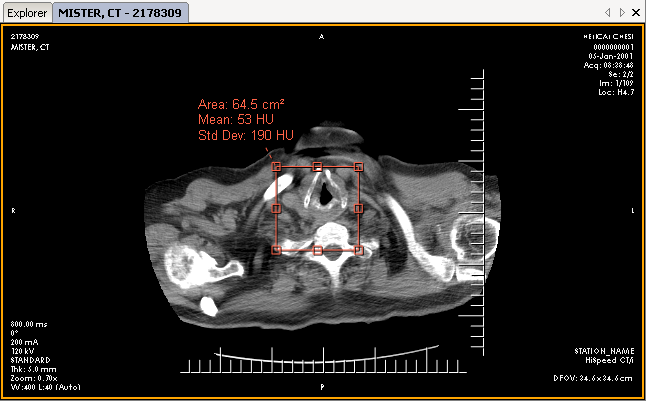 Explorer
MISTER, CT - 2178309
2178309
MISTER, CT
A
HELICAL CHEST
0000000001
05-Jan-2001
Acq: 08:38:48
Se: 2/2
Im: 1/109
Loc: H4.7
Area: 64.5 cm²
Mean: 53 HU
Std Dev: 190 HU
R
L
800.00 ms
0°
200 mA
120 kV
STANDARD
Thk: 5.0 mm
Zoom: 0.70x
W:400 L:40 (Auto)
P
STATION_NAME
HiSpeed CT/i
DFOV: 34.6x34.6cm